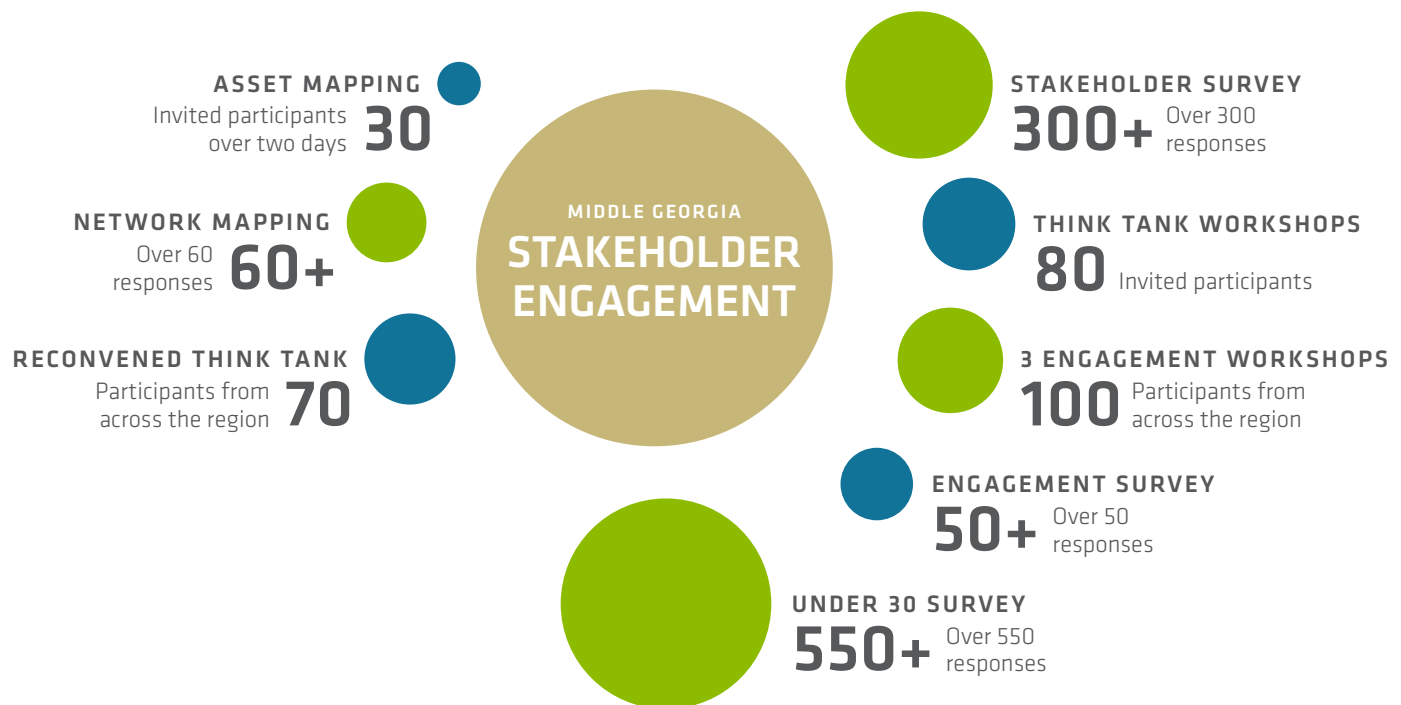 MIDDLE GEORGIA
STAKEHOLDER
ENGAGEMENT
ASSET MAPPING
Invited participants
over two days
30
NETWORK MAPPING
Over 60
responses
60+
RECONVENED THINK TANK
Participants from
across the region
70
STAKEHOLDER SURVEY
300+
Over 300
responses
THINK TANK WORKSHOPS
80
Invited participants
3 ENGAGEMENT WORKSHOPS
100
Participants from
across the region
ENGAGEMENT SURVEY
50+
Over 50
responses
UNDER 30 SURVEY
550+
Over 550
responses